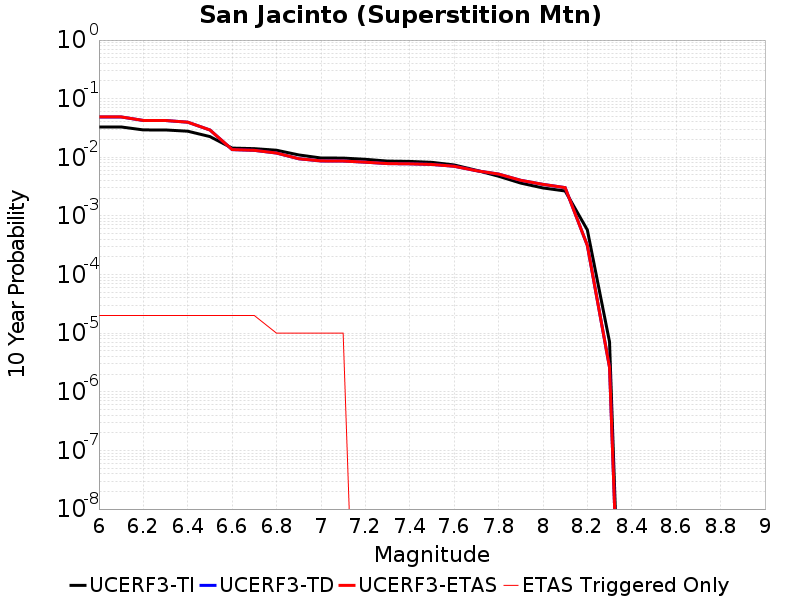 San Jacinto (Superstition Mtn)
10 Year Probability
10^0
10^-1
10^-2
10^-3
10^-4
10^-5
10^-6
10^-7
10^-8
6 6.2 6.4 6.6 6.8 7 7.2 7.4 7.6 7.8 8 8.2 8.4 8.6 8.8 9
Magnitude
UCERF3-TI UCERF3-TD UCERF3-ETAS ETAS Triggered Only